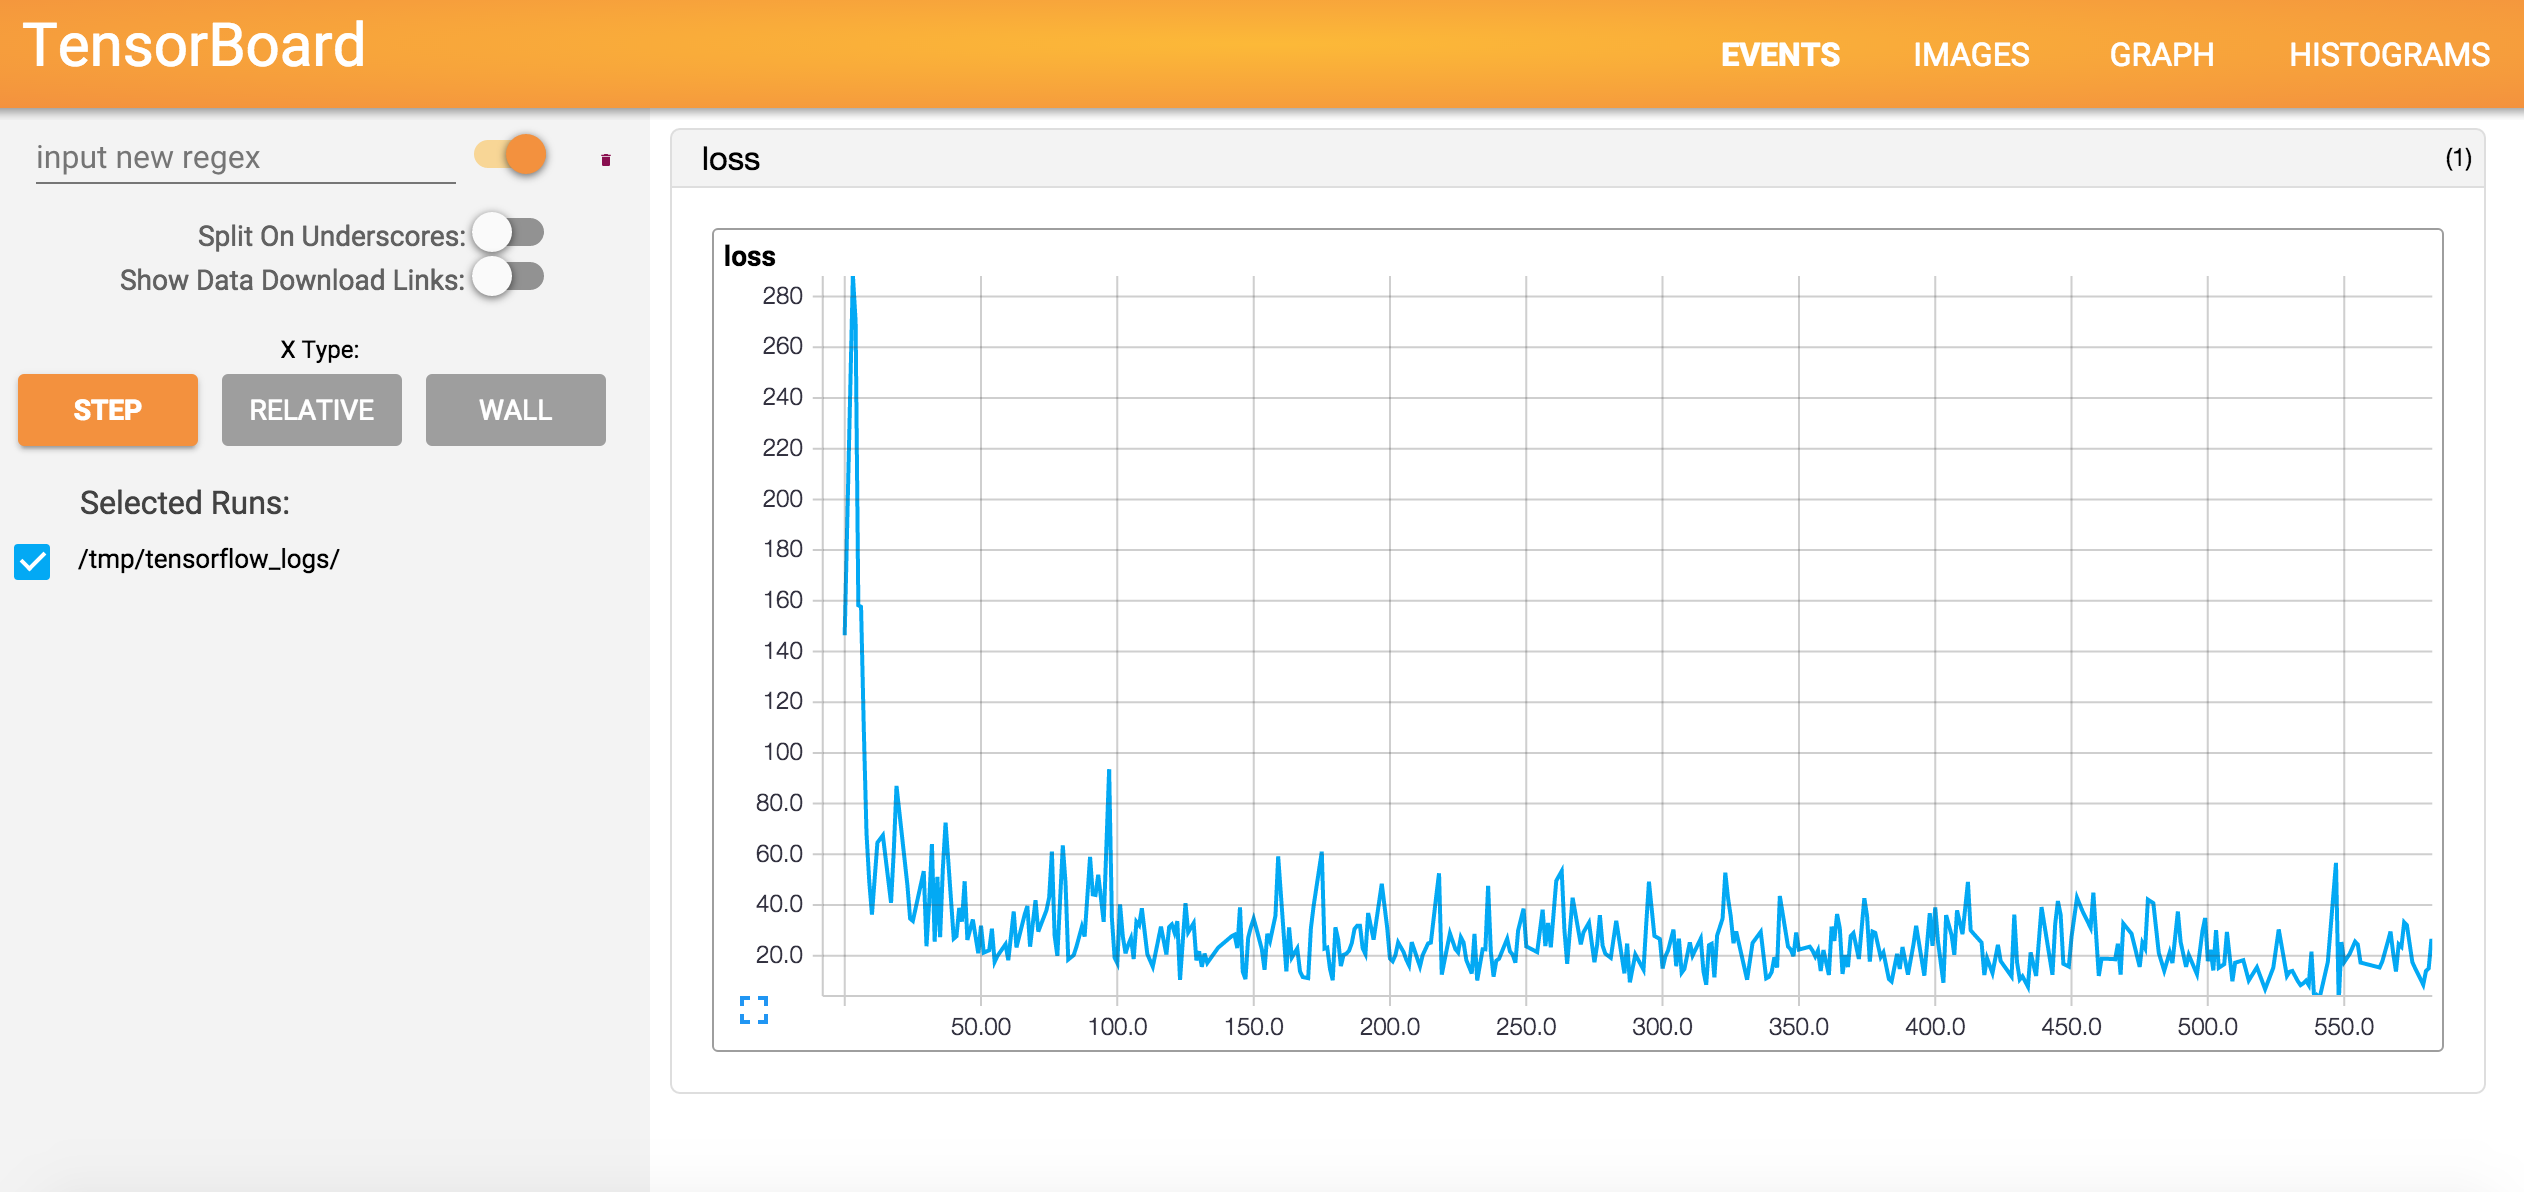 TensorBoard
EVENTS IMAGES GRAPH HISTOGRAMS
input new regex
Split On Underscores:
Show Data Download Links:
X Type:
STEP RELATIVE WALL
Selected Runs:
/tmp/tensorflow_logs/
loss (1)
loss
280
260
240
220
200
180
160
140
120
100
80.0
60.0
40.0
20.0
50.00 100.0 150.0 200.0 250.0 300.0 350.0 400.0 450.0 500.0 550.0